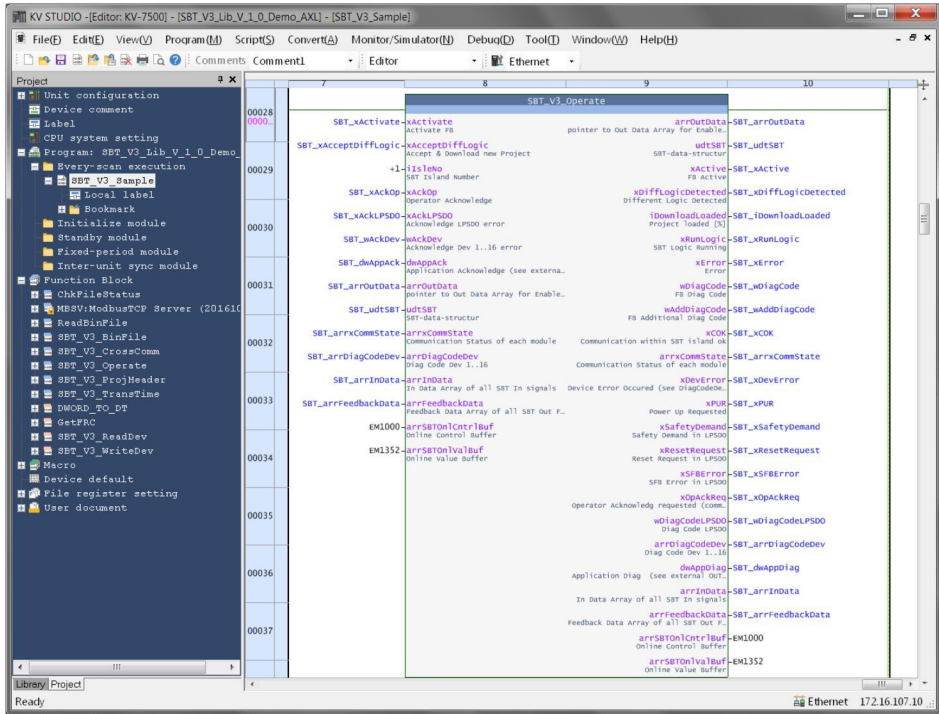 KV STUDIO -[Editor: KV-7500] - [SBT_V3_Lib_V_1_0_Demo_AXL] - [SBT_V3_Sample]
File(F) Edit(E) View(V) Program(M) Script(S) Convert(A) Monitor/Simulator(N) Debug(D) Tool(T) Window(W) Help(H)
Comments Comment1 Editor Ethernet
Project
Unit configuration
Device comment
Label
CPU system setting
Program: SBT_V3_Lib_V_1_0_Demo_
Every-scan execution
SBT_V3_Sample
Local label
Bookmark
Initialize module
Standby module
Fixed-period module
Inter-unit sync module
Function Block
ChkFileStatus
MBSV:ModbusTCP Server (20161
ReadBinFile
SBT_V3_BinFile
SBT_V3_CrossComm
SBT_V3_Operate
SBT_V3_ProjHeader
SBT_V3_TransTime
DWORD_TO_DT
GetFRC
SBT_V3_ReadDev
SBT_V3_WriteDev
Macro
Device default
File register setting
User document
Library Project
7 8 9 10
SBT_V3_Operate
00028
0000...
SBT_xActivate xActivate arrOutData SBT_arrOutData
Activate FB pointer to Out Data Array for Enable…
SBT_xAcceptDiffLogic xAcceptDiffLogic udtSBT SBT_udtSBT
Accept & Download new Project SBT-data-structur
00029
+1 iIsleNo xActive SBT_xActive
SBT Island Number FB Active
SBT_xAckOp xAckOp xDiffLogicDetected SBT_xDiffLogicDetected
Operator Acknowledge Different Logic Detected
00030
SBT_xAckLPSDO xAckLPSDO iDownloadLoaded SBT_iDownloadLoaded
Acknowledge LPSDO error Project loaded [%]
SBT_wAckDev wAckDev xRunLogic SBT_xRunLogic
Acknowledge Dev 1..16 error SBT Logic Running
00031
SBT_dwAppAck dwAppAck xError SBT_xError
Application Acknowledge (see externa… Error
SBT_arrOutData arrOutData wDiagCode SBT_wDiagCode
pointer to Out Data Array for Enable… FB Diag Code
SBT_udtSBT udtSBT wAddDiagCode SBT_wAddDiagCode
SBT-data-structur FB Additional Diag Code
00032
SBT_arrxCommState arrxCommState xCOK SBT_xCOK
Communication Status of each module Communication within SBT island ok
SBT_arrDiagCodeDev arrDiagCodeDev arrxCommState SBT_arrxCommState
Diag Code Dev 1..16 Communication Status of each module
00033
SBT_arrInData arrInData xDevError SBT_xDevError
In Data Array of all SBT In signals Device Error Occured (see DiagCodeDe…
SBT_arrFeedbackData arrFeedbackData xPUR SBT_xPUR
Feedback Data Array of all SBT Out F… Power Up Requested
EM1000 arrSBTOnlCntrlBuf xSafetyDemand SBT_xSafetyDemand
Online Control Buffer Safety Demand in LPSDO
00034
EM1352 arrSBTOnlValBuf xResetRequest SBT_xResetRequest
Online Value Buffer Reset Request in LPSDO
xSFBError SBT_xSFBError
SFB Error in LPSDO
00035
xOpAckReq SBT_xOpAckReq
Operator Acknowledg requested (comm…
wDiagCodeLPSDO SBT_wDiagCodeLPSDO
Diag Code LPSDO
arrDiagCodeDev SBT_arrDiagCodeDev
Diag Code Dev 1..16
00036
dwAppDiag SBT_dwAppDiag
Application Diag (see external OUT…
arrInData SBT_arrInData
In Data Array of all SBT In signals
00037
arrFeedbackData SBT_arrFeedbackData
Feedback Data Array of all SBT Out F…
arrSBTOnlCntrlBuf EM1000
Online Control Buffer
arrSBTOnlValBuf EM1352
Online Value Buffer
Ready Ethernet 172.16.107.10